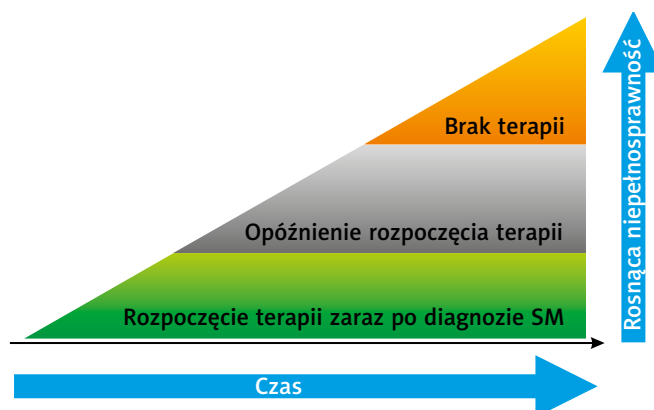 Brak terapii
Opóźnienie rozpoczęcia terapii
Rozpoczęcie terapii zaraz po diagnozie SM
Czas
Rosnąca niepełnosprawność